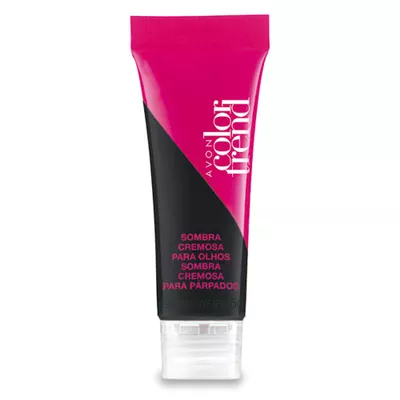 AVON
color
trend
SOMBRA
CREMOSA
PARA OLHOS
SOMBRA
CREMOSA
PARA PÁRPADOS